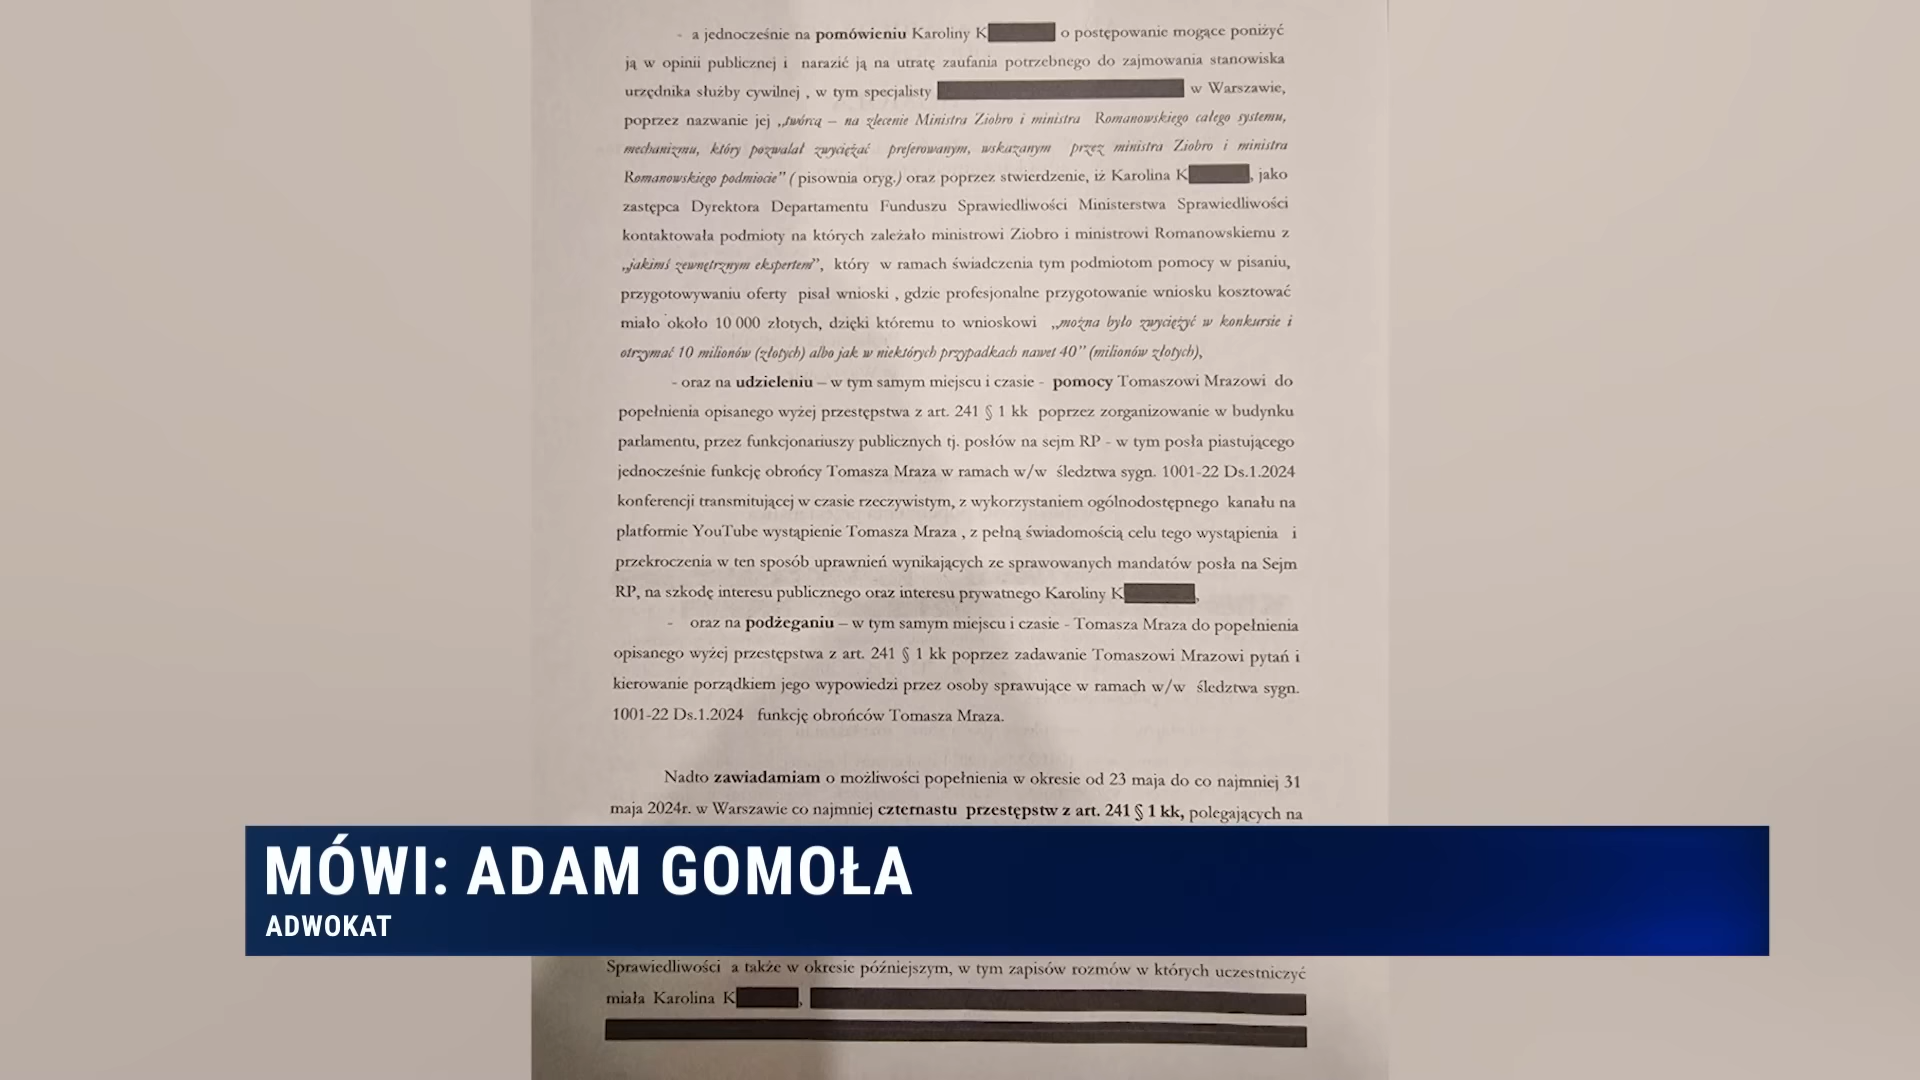 - a jednocześnie na pomówieniu Karoliny K o postępowanie mogące poniżyć
ją w opinii publicznej i narazić ją na utratę zaufania potrzebnego do zajmowania stanowiska
urzędnika służby cywilnej , w tym specjalisty w Warszawie,
poprzez nazwanie jej „twórcą – na zlecenie Ministra Ziobro i ministra Romanowskiego całego systemu,
mechanizmu, który pozwalał zwyciężać preferowanym, wskazanym przez ministra Ziobro i ministra
Romanowskiego podmiocie” ( pisownia oryg.) oraz poprzez stwierdzenie, iż Karolina K , jako
zastępca Dyrektora Departamentu Funduszu Sprawiedliwości Ministerstwa Sprawiedliwości
kontaktowała podmioty na których zależało ministrowi Ziobro i ministrowi Romanowskiemu z
„jakimś zewnętrznym ekspertem”, który w ramach świadczenia tym podmiotom pomocy w pisaniu,
przygotowywaniu oferty pisał wnioski , gdzie profesjonalne przygotowanie wniosku kosztować
miało około 10 000 złotych, dzięki któremu to wnioskowi „można było zwyciężyć w konkursie i
otrzymać 10 milionów (złotych) albo jak w niektórych przypadkach nawet 40” (milionów złotych),
- oraz na udzieleniu – w tym samym miejscu i czasie - pomocy Tomaszowi Mrazowi do
popełnienia opisanego wyżej przestępstwa z art. 241 § 1 kk poprzez zorganizowanie w budynku
parlamentu, przez funkcjonariuszy publicznych tj. posłów na sejm RP - w tym posła piastującego
jednocześnie funkcję obrońcy Tomasza Mraza w ramach w/w śledztwa sygn. 1001-22 Ds.1.2024
konferencji transmitującej w czasie rzeczywistym, z wykorzystaniem ogólnodostępnego kanału na
platformie YouTube wystąpienie Tomasza Mraza , z pełną świadomością celu tego wystąpienia i
przekroczenia w ten sposób uprawnień wynikających ze sprawowanych mandatów posła na Sejm
RP, na szkodę interesu publicznego oraz interesu prywatnego Karoliny K ,
- oraz na podżeganiu – w tym samym miejscu i czasie - Tomasza Mraza do popełnienia
opisanego wyżej przestępstwa z art. 241 § 1 kk poprzez zadawanie Tomaszowi Mrazowi pytań i
kierowanie porządkiem jego wypowiedzi przez osoby sprawujące w ramach w/w śledztwa sygn.
1001-22 Ds.1.2024 funkcję obrońców Tomasza Mraza.
Nadto zawiadamiam o możliwości popełnienia w okresie od 23 maja do co najmniej 31
maja 2024r. w Warszawie co najmniej czternastu przestępstw z art. 241 § 1 kk, polegających na
MÓWI: ADAM GOMOŁA
ADWOKAT
Sprawiedliwości a także w okresie późniejszym, w tym zapisów rozmów w których uczestniczyć
miała Karolina K ,